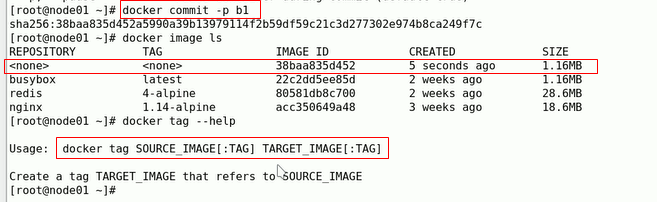 [root@node01 ~]# docker commit -p b1
sha256:38baa835d452a5990a39b13979114f2b59df59c21c3d277302e974b8ca249f7c
[root@node01 ~]# docker image ls
REPOSITORY TAG IMAGE ID CREATED SIZE
<none> <none> 38baa835d452 5 seconds ago 1.16MB
busybox latest 22c2dd5ee85d 2 weeks ago 1.16MB
redis 4-alpine 80581db8c700 2 weeks ago 28.6MB
nginx 1.14-alpine acc350649a48 3 weeks ago 18.6MB
[root@node01 ~]# docker tag --help
Usage: docker tag SOURCE_IMAGE[:TAG] TARGET_IMAGE[:TAG]
Create a tag TARGET_IMAGE that refers to SOURCE_IMAGE
[root@node01 ~]#